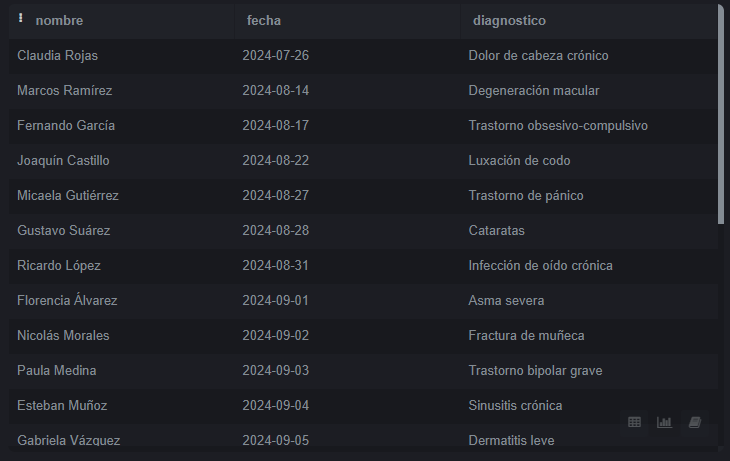 nombre fecha diagnostico
Claudia Rojas 2024-07-26 Dolor de cabeza crónico
Marcos Ramírez 2024-08-14 Degeneración macular
Fernando García 2024-08-17 Trastorno obsesivo-compulsivo
Joaquín Castillo 2024-08-22 Luxación de codo
Micaela Gutiérrez 2024-08-27 Trastorno de pánico
Gustavo Suárez 2024-08-28 Cataratas
Ricardo López 2024-08-31 Infección de oído crónica
Florencia Álvarez 2024-09-01 Asma severa
Nicolás Morales 2024-09-02 Fractura de muñeca
Paula Medina 2024-09-03 Trastorno bipolar grave
Esteban Muñoz 2024-09-04 Sinusitis crónica
Gabriela Vázquez 2024-09-05 Dermatitis leve